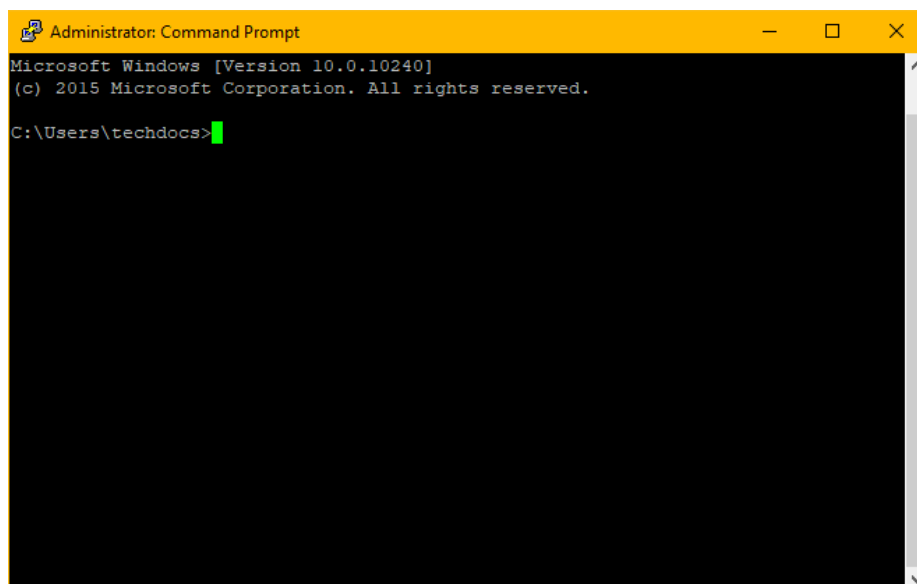 Administrator: Command Prompt
Microsoft Windows [Version 10.0.10240]
(c) 2015 Microsoft Corporation. All rights reserved.
C:\Users\techdocs>